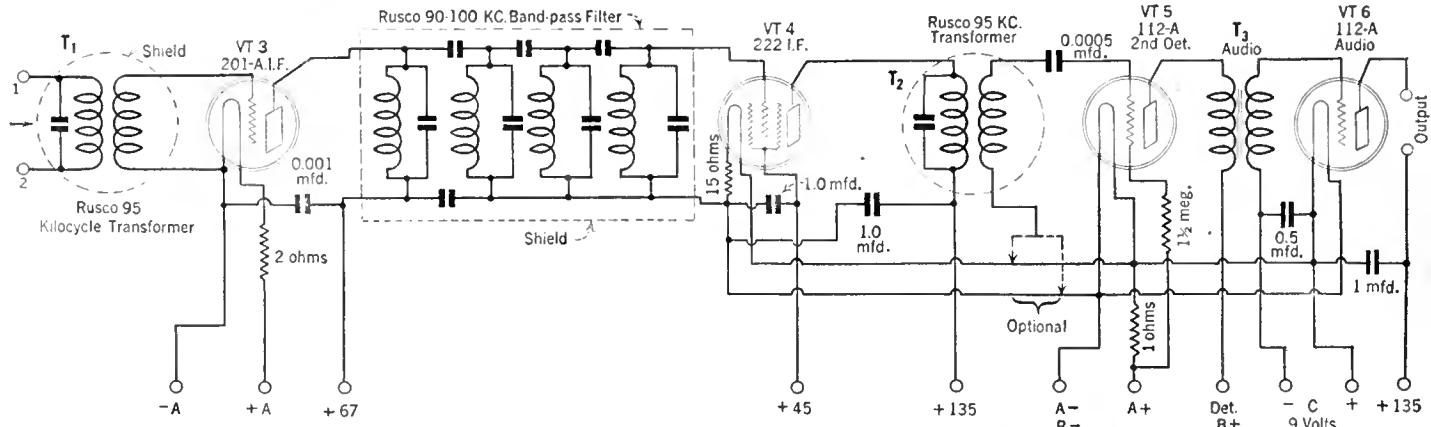 Rusco 90-100 KC. Band-pass Filter
T1
Shield
VT 3
201-A.I.F.
VT 4
222 I.F.
Rusco 95 KC.
Transformer
0.0005
mfd.
VT 5
112-A
2nd Det.
T3
Audio
VT 6
112-A
Audio
1
2
T2
Output
Rusco 95
Kilocycle Transformer
0.001
mfd.
2 ohms
Shield
15 ohms
1.0 mfd.
1.0
mfd.
Optional
1 ohms
1½ meg.
0.5
mfd.
1 mfd.
-A
+A
+67
+45
+135
A-
B-
A+
Det.
B+
- C +
9 Volts
+135